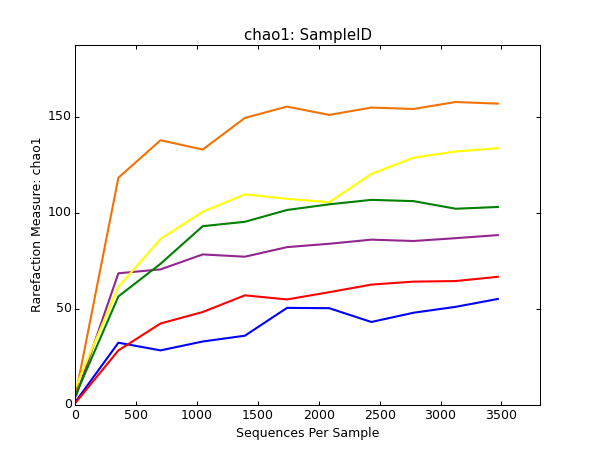 chao1: SampleID
Rarefaction Measure: chao1
150
100
50
0
0 500 1000 1500 2000 2500 3000 3500
Sequences Per Sample